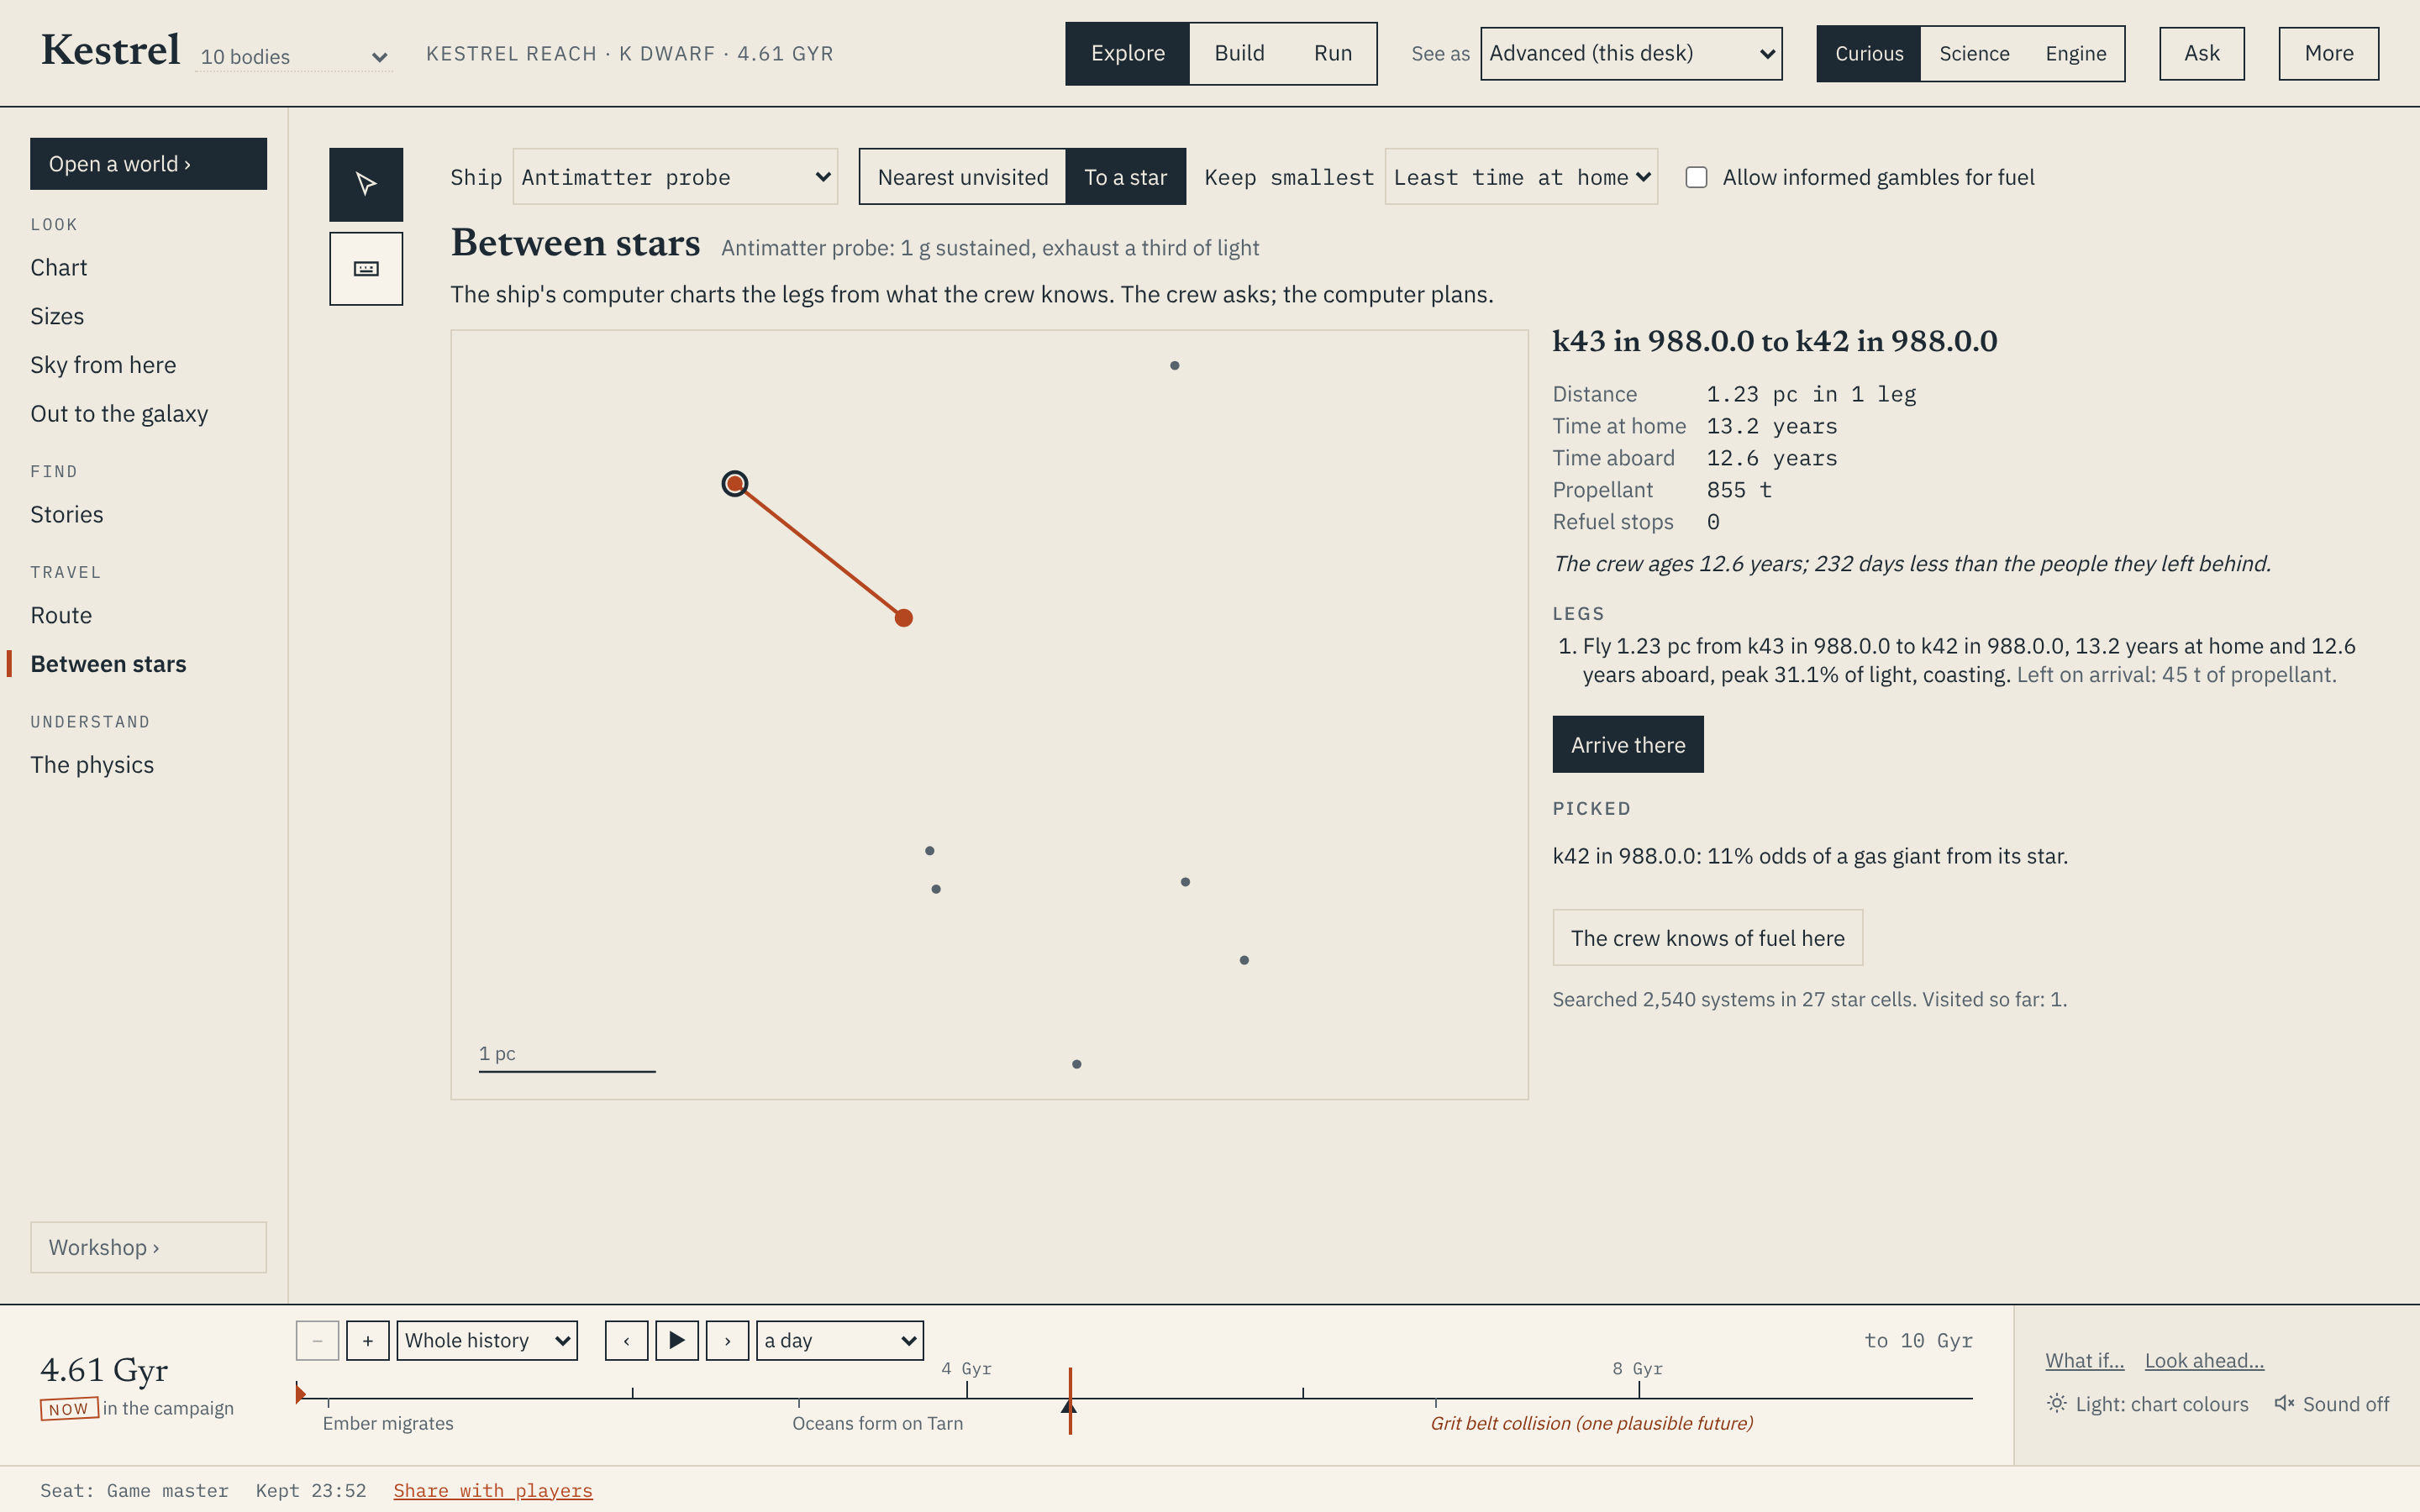 Kestrel
10 bodies
KESTREL REACH · K DWARF · 4.61 GYR
Explore
Build
Run
See as
Advanced (this desk)
Curious
Science
Engine
Ask
More
Open a world ›
LOOK
Chart
Sizes
Sky from here
Out to the galaxy
FIND
Stories
TRAVEL
Route
Between stars
UNDERSTAND
The physics
Workshop ›
Ship
Antimatter probe
Nearest unvisited
To a star
Keep smallest
Least time at home
Allow informed gambles for fuel
Between stars
Antimatter probe: 1 g sustained, exhaust a third of light
The ship's computer charts the legs from what the crew knows. The crew asks; the computer plans.
1 pc
k43 in 988.0.0 to k42 in 988.0.0
Distance 1.23 pc in 1 leg
Time at home 13.2 years
Time aboard 12.6 years
Propellant 855 t
Refuel stops 0
The crew ages 12.6 years; 232 days less than the people they left behind.
LEGS
1. Fly 1.23 pc from k43 in 988.0.0 to k42 in 988.0.0, 13.2 years at home and 12.6
years aboard, peak 31.1% of light, coasting. Left on arrival: 45 t of propellant.
Arrive there
PICKED
k42 in 988.0.0: 11% odds of a gas giant from its star.
The crew knows of fuel here
Searched 2,540 systems in 27 star cells. Visited so far: 1.
4.61 Gyr
NOW in the campaign
− + Whole history
‹ › a day
to 10 Gyr
4 Gyr
8 Gyr
Ember migrates
Oceans form on Tarn
Grit belt collision (one plausible future)
What if...
Look ahead...
Light: chart colours
Sound off
Seat: Game master
Kept 23:52
Share with players